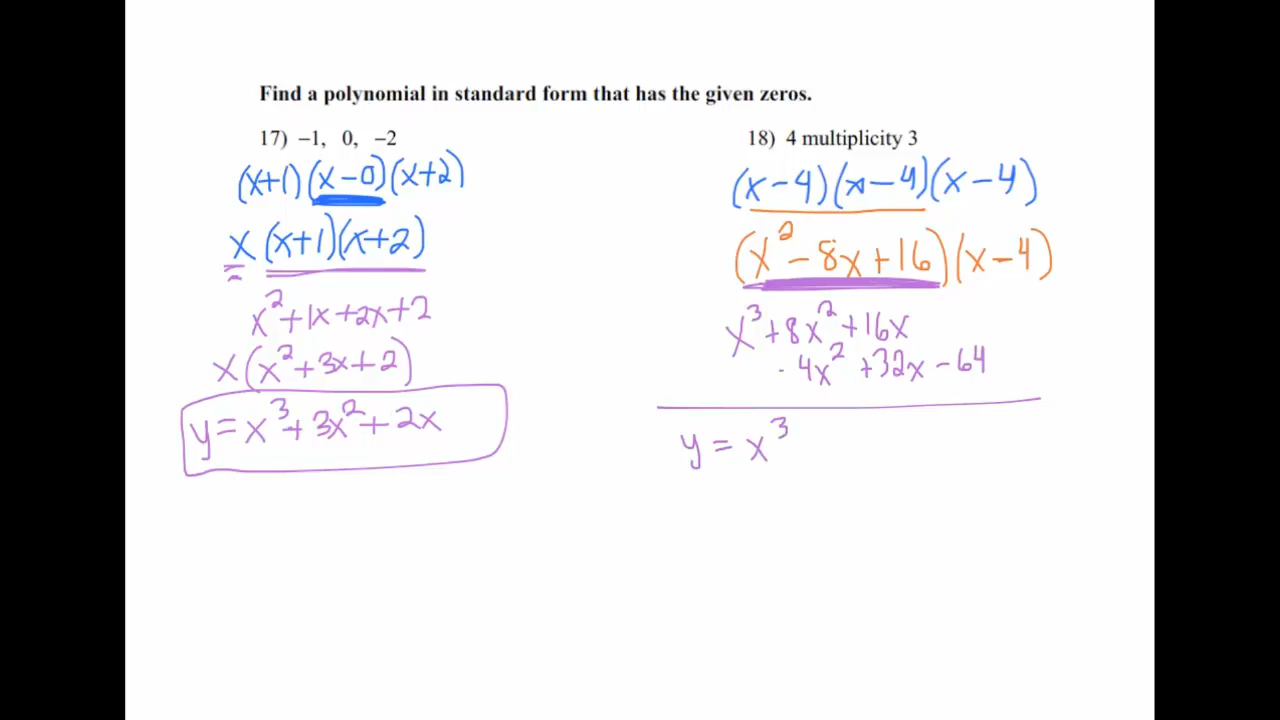 Find a polynomial in standard form that has the given zeros.
17) −1, 0, −2
(x+1)(x−0)(x+2)
x(x+1)(x+2)
x²+1x+2x+2
x(x²+3x+2)
y=x³+3x²+2x
18) 4 multiplicity 3
(x−4)(x−4)(x−4)
(x²−8x+16)(x−4)
x³+8x²+16x
-4x²+32x−64
y=x³